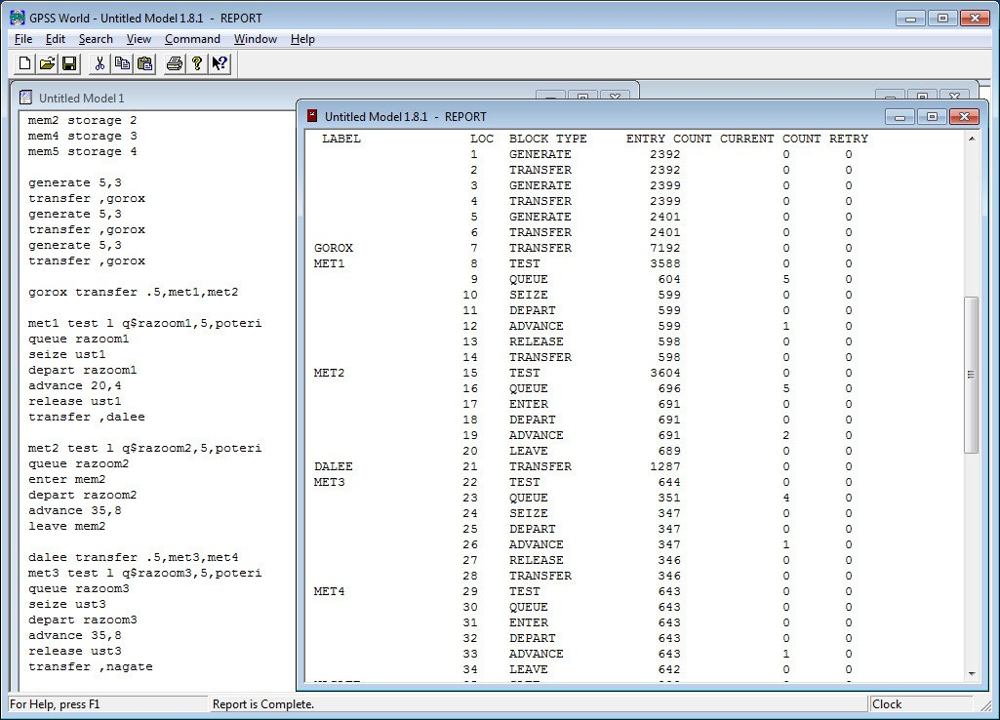 GPSS World - Untitled Model 1.8.1 - REPORT
File Edit Search View Command Window Help
Untitled Model 1
mem2 storage 2
mem4 storage 3
mem5 storage 4
generate 5,3
transfer ,gorox
generate 5,3
transfer ,gorox
generate 5,3
transfer ,gorox
gorox transfer .5,met1,met2
met1 test l q$razoom1,5,poteri
queue razoom1
seize ust1
depart razoom1
advance 20,4
release ust1
transfer ,dalee
met2 test l q$razoom2,5,poteri
queue razoom2
enter mem2
depart razoom2
advance 35,8
leave mem2
dalee transfer .5,met3,met4
met3 test l q$razoom3,5,poteri
queue razoom3
seize ust3
depart razoom3
advance 35,8
release ust3
transfer ,nagate
Untitled Model 1.8.1 - REPORT
LABEL LOC BLOCK TYPE ENTRY COUNT CURRENT COUNT RETRY
1 GENERATE 2392 0 0
2 TRANSFER 2392 0 0
3 GENERATE 2399 0 0
4 TRANSFER 2399 0 0
5 GENERATE 2401 0 0
6 TRANSFER 2401 0 0
GOROX 7 TRANSFER 7192 0 0
MET1 8 TEST 3588 0 0
9 QUEUE 604 5 0
10 SEIZE 599 0 0
11 DEPART 599 0 0
12 ADVANCE 599 1 0
13 RELEASE 598 0 0
14 TRANSFER 598 0 0
MET2 15 TEST 3604 0 0
16 QUEUE 696 5 0
17 ENTER 691 0 0
18 DEPART 691 0 0
19 ADVANCE 691 2 0
20 LEAVE 689 0 0
DALEE 21 TRANSFER 1287 0 0
MET3 22 TEST 644 0 0
23 QUEUE 351 4 0
24 SEIZE 347 0 0
25 DEPART 347 0 0
26 ADVANCE 347 1 0
27 RELEASE 346 0 0
28 TRANSFER 346 0 0
MET4 29 TEST 643 0 0
30 QUEUE 643 0 0
31 ENTER 643 0 0
32 DEPART 643 0 0
33 ADVANCE 643 1 0
34 LEAVE 642 0 0
For Help, press F1 Report is Complete. Clock